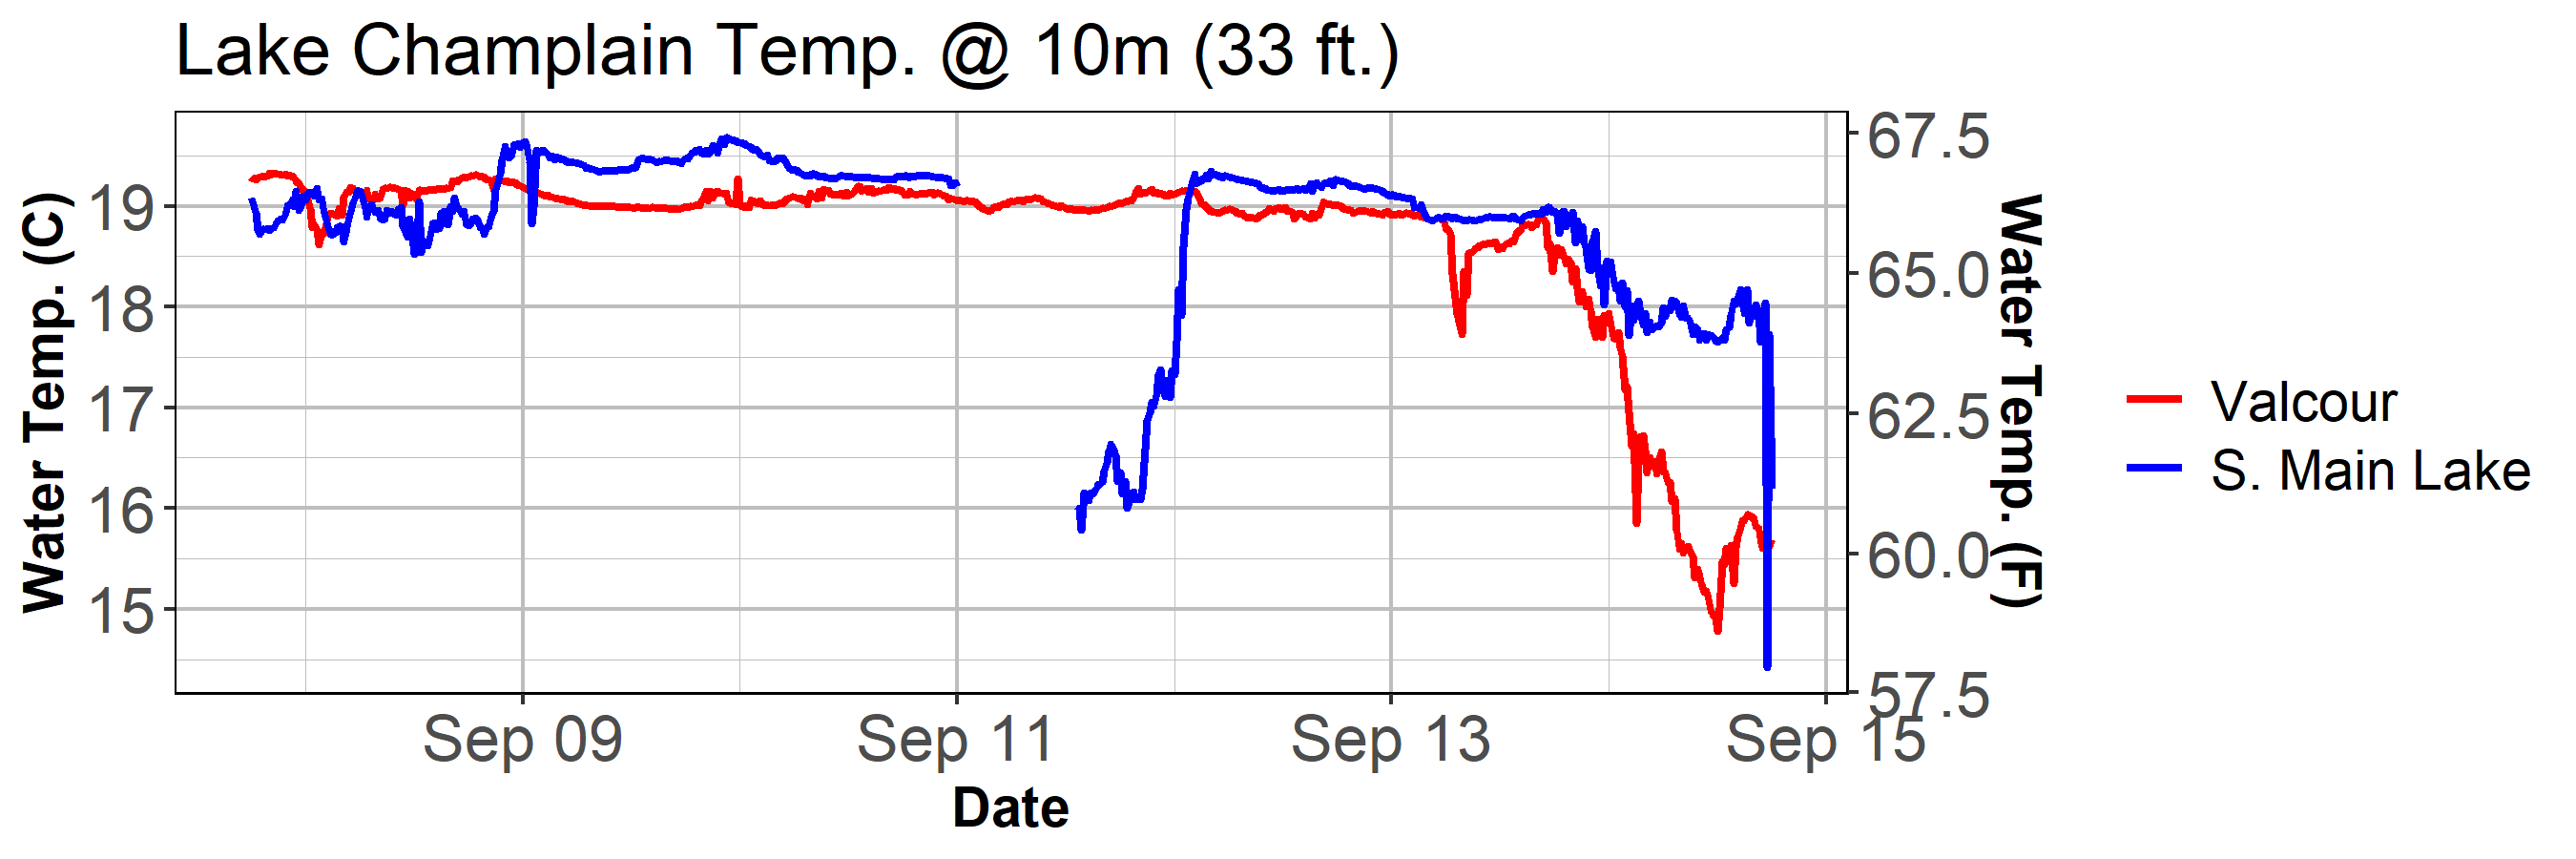 Lake Champlain Temp. @ 10m (33 ft.)
Water Temp. (C)
19
18
17
16
15
67.5
65.0
62.5
60.0
57.5
Water Temp. (F)
Sep 09
Sep 11
Sep 13
Sep 15
Date
Valcour
S. Main Lake